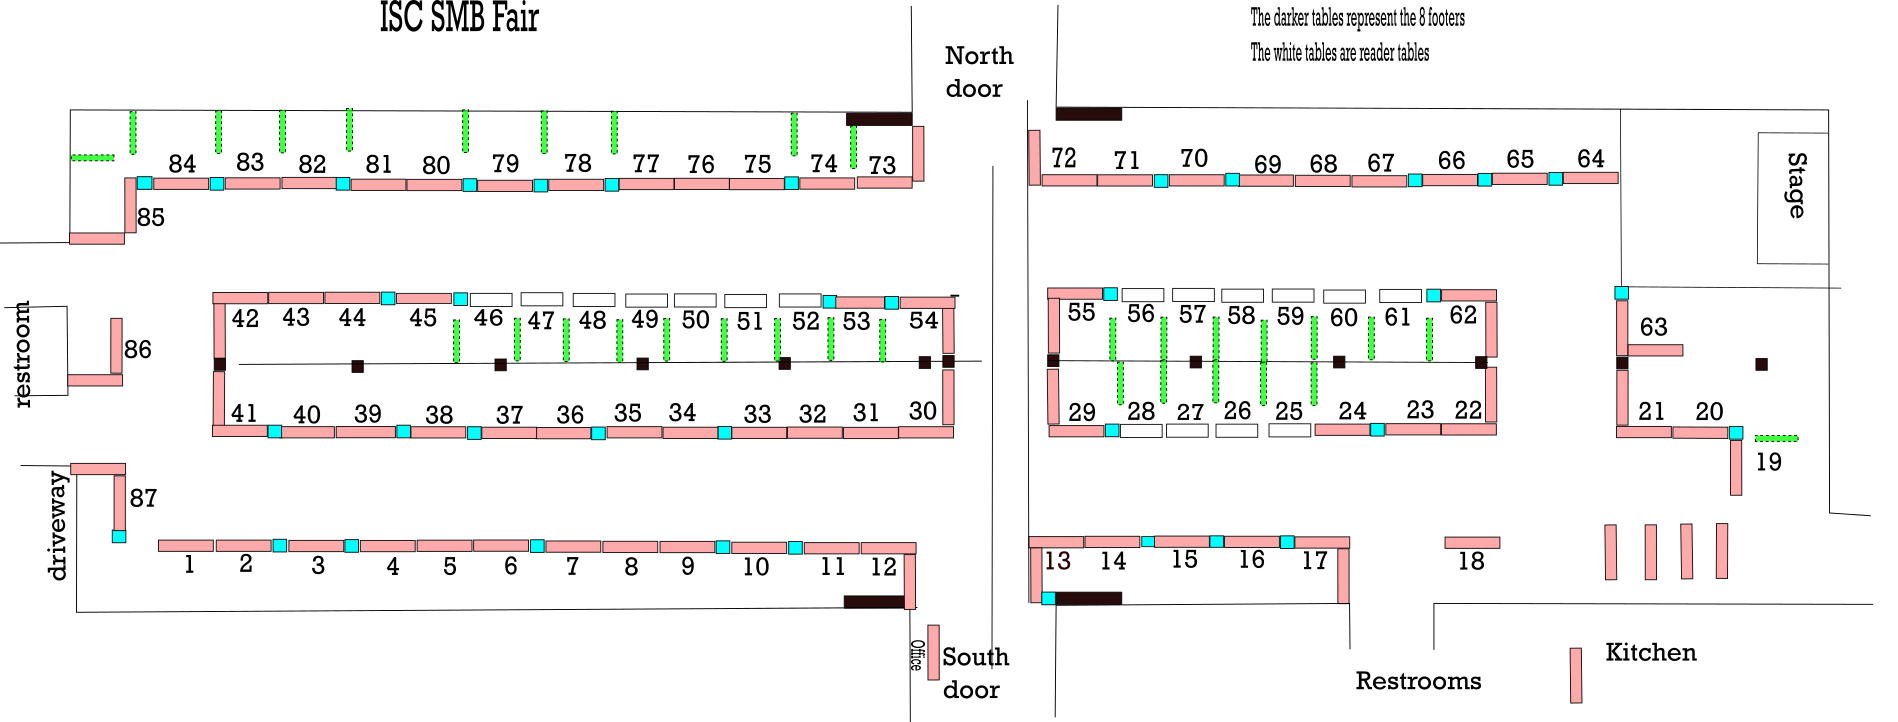 ISC SMB Fair
The darker tables represent the 8 footers
The white tables are reader tables
North
door
84 83 82 81 80 79 78 77 76 75 74 73
72 71 70 69 68 67 66 65 64
Stage
85
restroom
86
42 43 44 45 46 47 48 49 50 51 52 53 54
55 56 57 58 59 60 61 62
63
41 40 39 38 37 36 35 34 33 32 31 30
29 28 27 26 25 24 23 22
21 20
19
driveway
87
1 2 3 4 5 6 7 8 9 10 11 12
13 14 15 16 17
18
Office
South
door
Restrooms
Kitchen